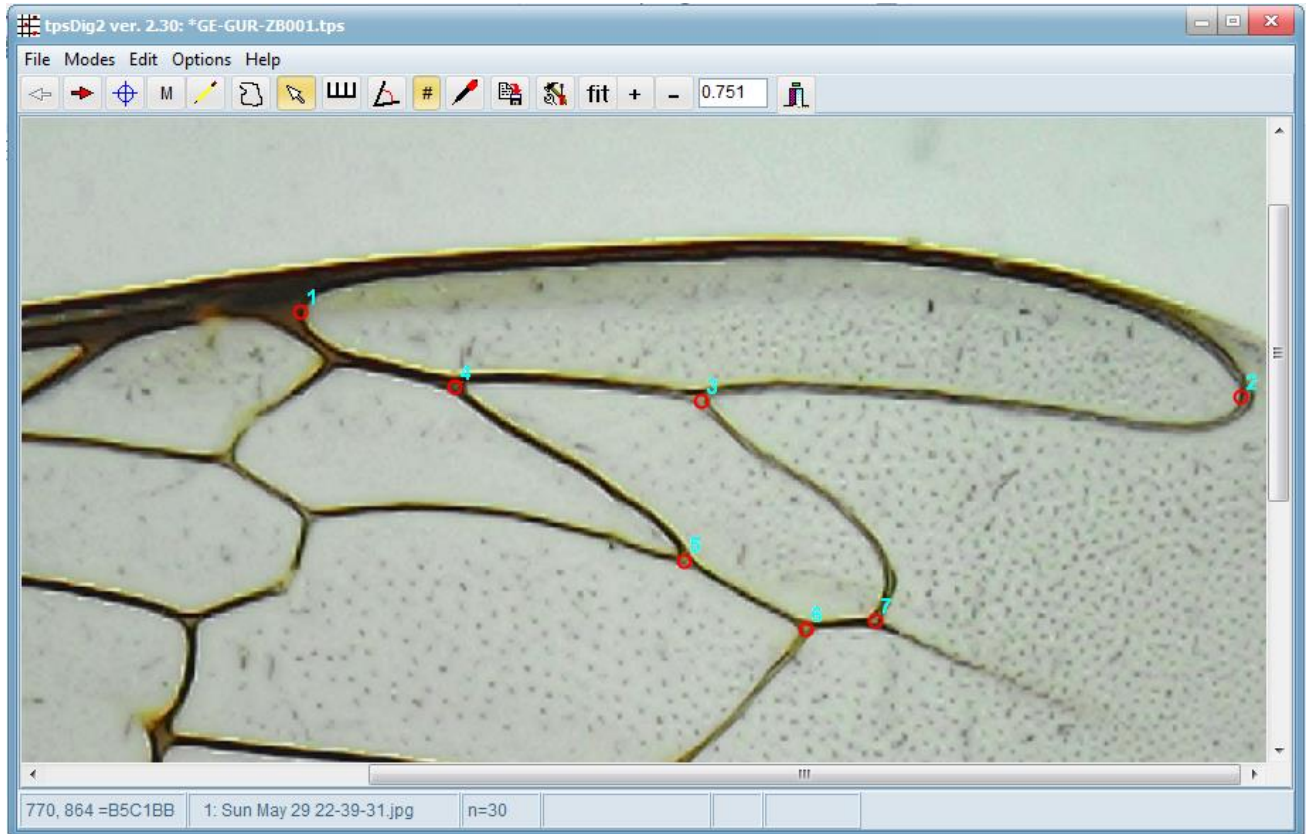 tpsDig2 ver. 2.30: *GE-GUR-ZB001.tps
File Modes Edit Options Help
M # fit + - 0.751
1
2
4 3
5
6 7
770, 864 =B5C1BB 1: Sun May 29 22-39-31.jpg n=30